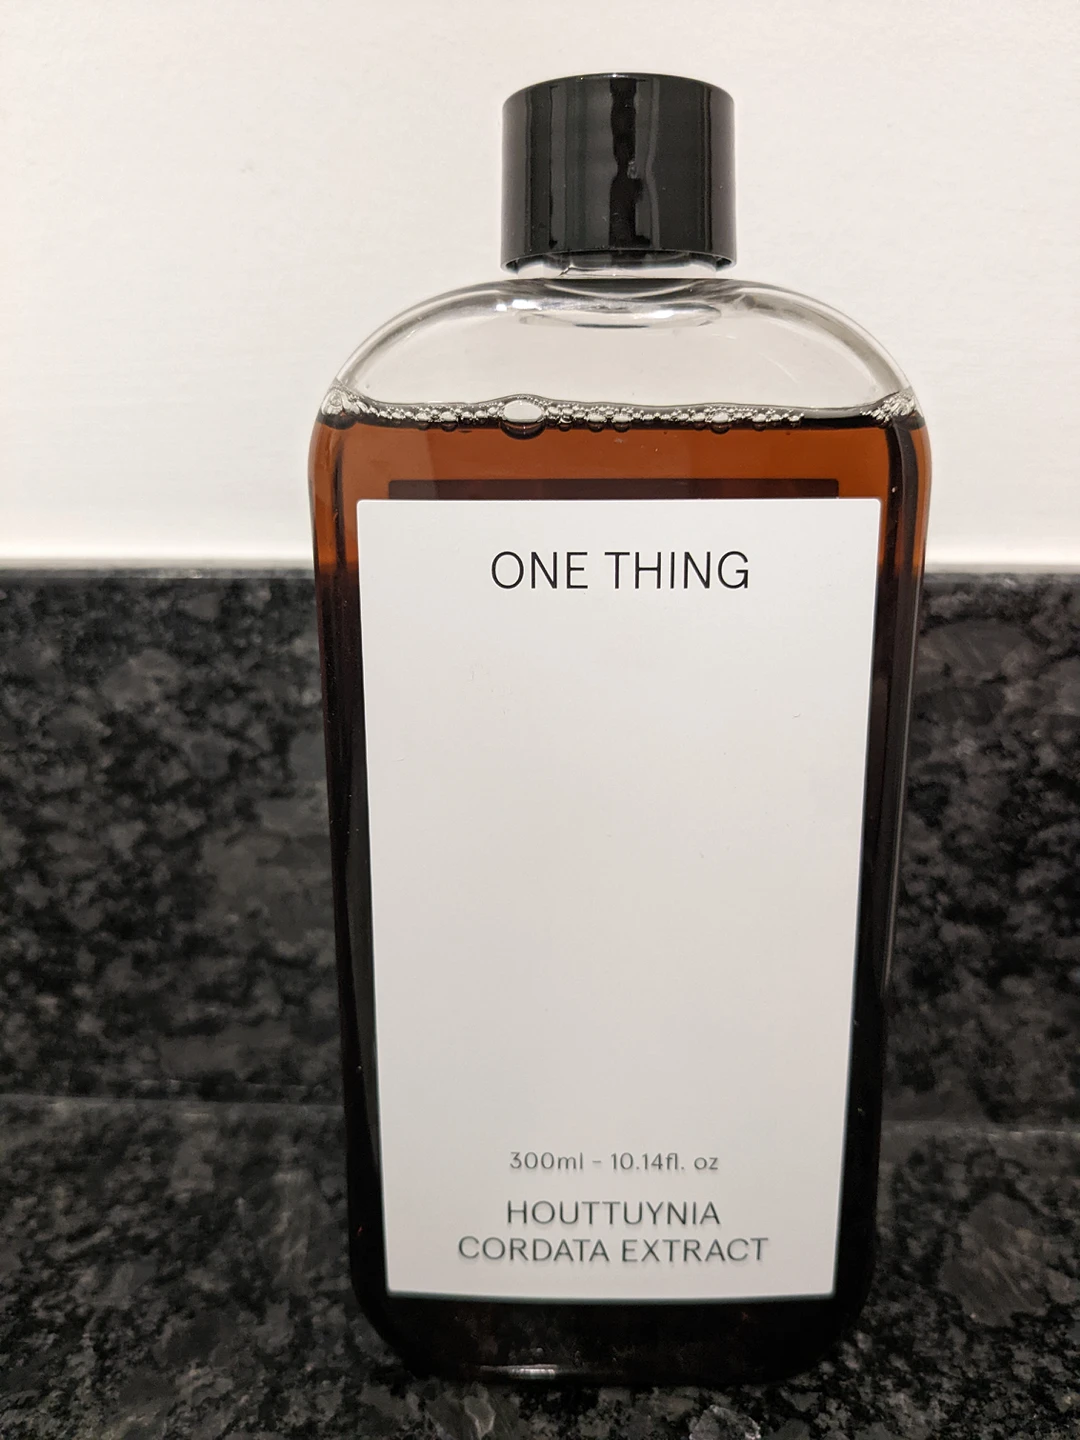 ONE THING
300ml - 10.14fl. oz
HOUTTUYNIA
CORDATA EXTRACT